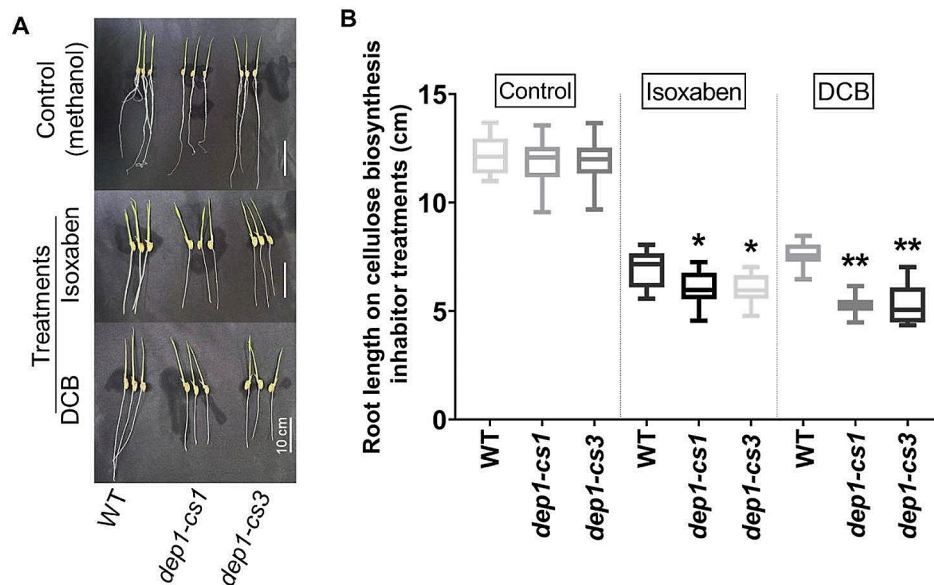 A
Control
(methanol)
Treatments
Isoxaben
DCB
10 cm
WT
dep1-cs1
dep1-cs3
B
Root length on cellulose biosynthesis
inhabitor treatments (cm)
15
10
5
0
Control
Isoxaben
DCB
*
*
**
**
WT
dep1-cs1
dep1-cs3
WT
dep1-cs1
dep1-cs3
WT
dep1-cs1
dep1-cs3